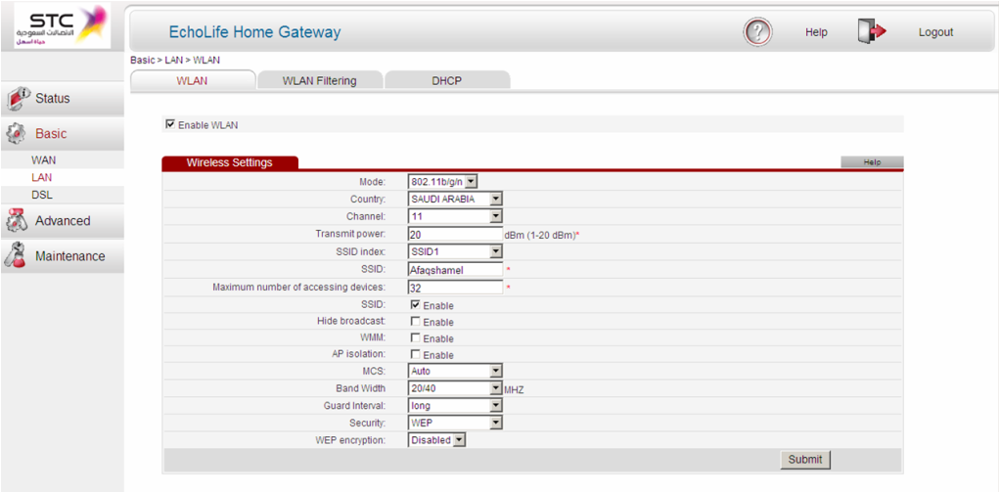 STC
الاتصالات السعودية
حياة أسهل
EchoLife Home Gateway
?
Help
Logout
Basic > LAN > WLAN
WLAN
WLAN Filtering
DHCP
Status
Basic
WAN
LAN
DSL
Advanced
Maintenance
Enable WLAN
Wireless Settings
Help
Mode: 802.11b/g/n
Country: SAUDI ARABIA
Channel: 11
Transmit power: 20 dBm (1-20 dBm)*
SSID index: SSID1
SSID: Afaqshamel *
Maximum number of accessing devices: 32 *
SSID: Enable
Hide broadcast: Enable
WMM: Enable
AP isolation: Enable
MCS: Auto
Band Width 20/40 MHZ
Guard Interval: long
Security: WEP
WEP encryption: Disabled
Submit